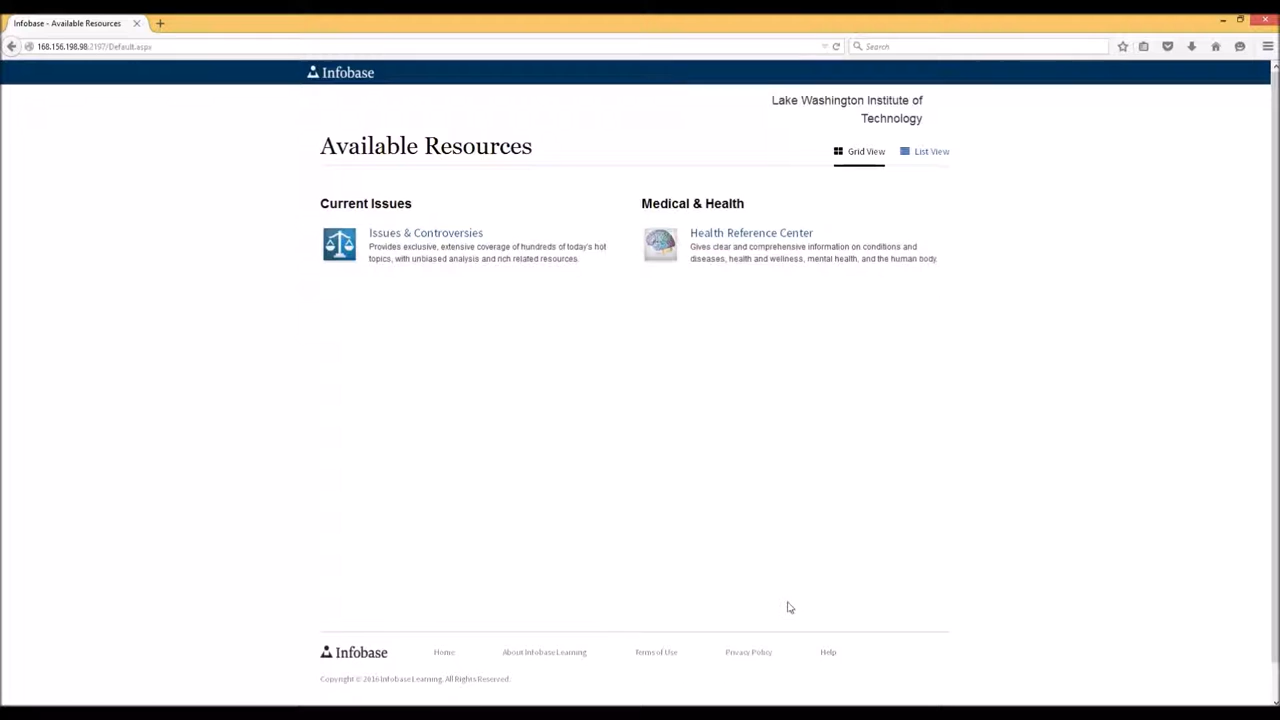 Infobase - Available Resources
168.156.198.98:2197/Default.aspx
Search
Infobase
Lake Washington Institute of
Technology
Available Resources
Grid View
List View
Current Issues
Issues & Controversies
Provides exclusive, extensive coverage of hundreds of today's hot
topics, with unbiased analysis and rich related resources.
Medical & Health
Health Reference Center
Gives clear and comprehensive information on conditions and
diseases, health and wellness, mental health, and the human body.
Infobase
Home
About Infobase Learning
Terms of Use
Privacy Policy
Help
Copyright © 2016 Infobase Learning. All Rights Reserved.